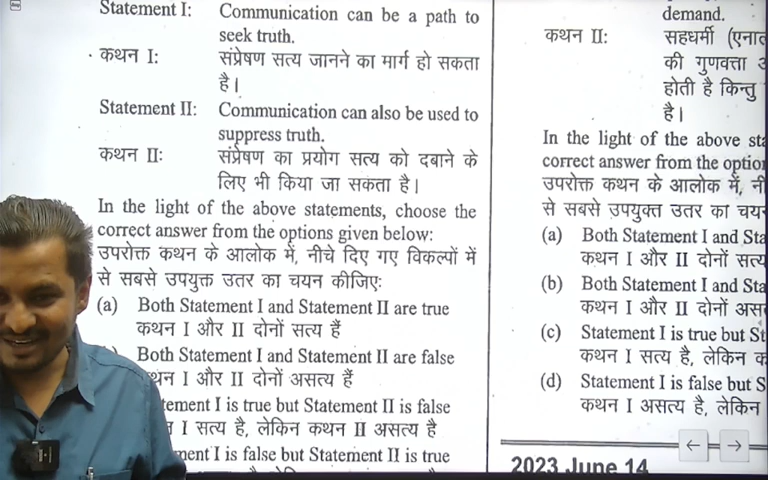 Statement I: Communication can be a path to
seek truth.
कथन I: संप्रेषण सत्य जानने का मार्ग हो सकता
है।
Statement II: Communication can also be used to
suppress truth.
कथन II: संप्रेषण का प्रयोग सत्य को दबाने के
लिए भी किया जा सकता है।
In the light of the above statements, choose the
correct answer from the options given below:
उपरोक्त कथन के आलोक में, नीचे दिए गए विकल्पों में
से सबसे उपयुक्त उतर का चयन कीजिए:
(a) Both Statement I and Statement II are true
कथन I और II दोनों सत्य हैं
Both Statement I and Statement II are false
I और II दोनों असत्य हैं
I is true but Statement II is false
I सत्य है, लेकिन कथन II असत्य है
I is false but Statement II is true
demand.
कथन II: सहधर्मी
की गुणवत्ता
होती है किन्तु
है।
In the light of the above
correct answer from the
उपरोक्त कथन के आलोक में,
से सबसे उपयुक्त उतर का
(a) Both Statement I and
कथन I और II दोनों
(b) Both Statement I and
कथन I और II दोनों
(c) Statement I is true but
कथन I सत्य है, लेकिन
(d) Statement I is false but
कथन I असत्य है, लेकिन
2023 June 14